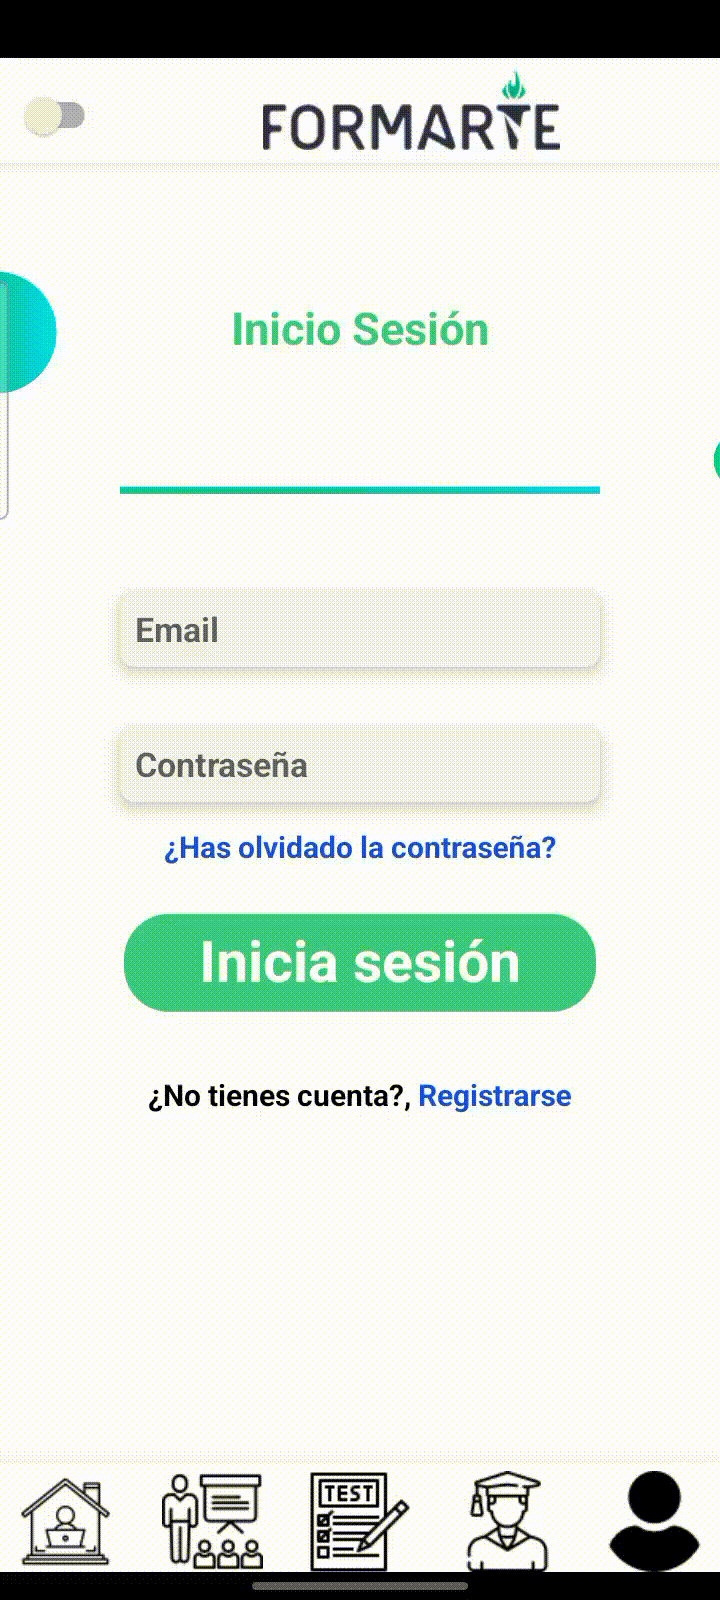 FORMARTE
Inicio Sesión
Email
Contraseña
¿Has olvidado la contraseña?
Inicia sesión
¿No tienes cuenta?, Registrarse
TEST